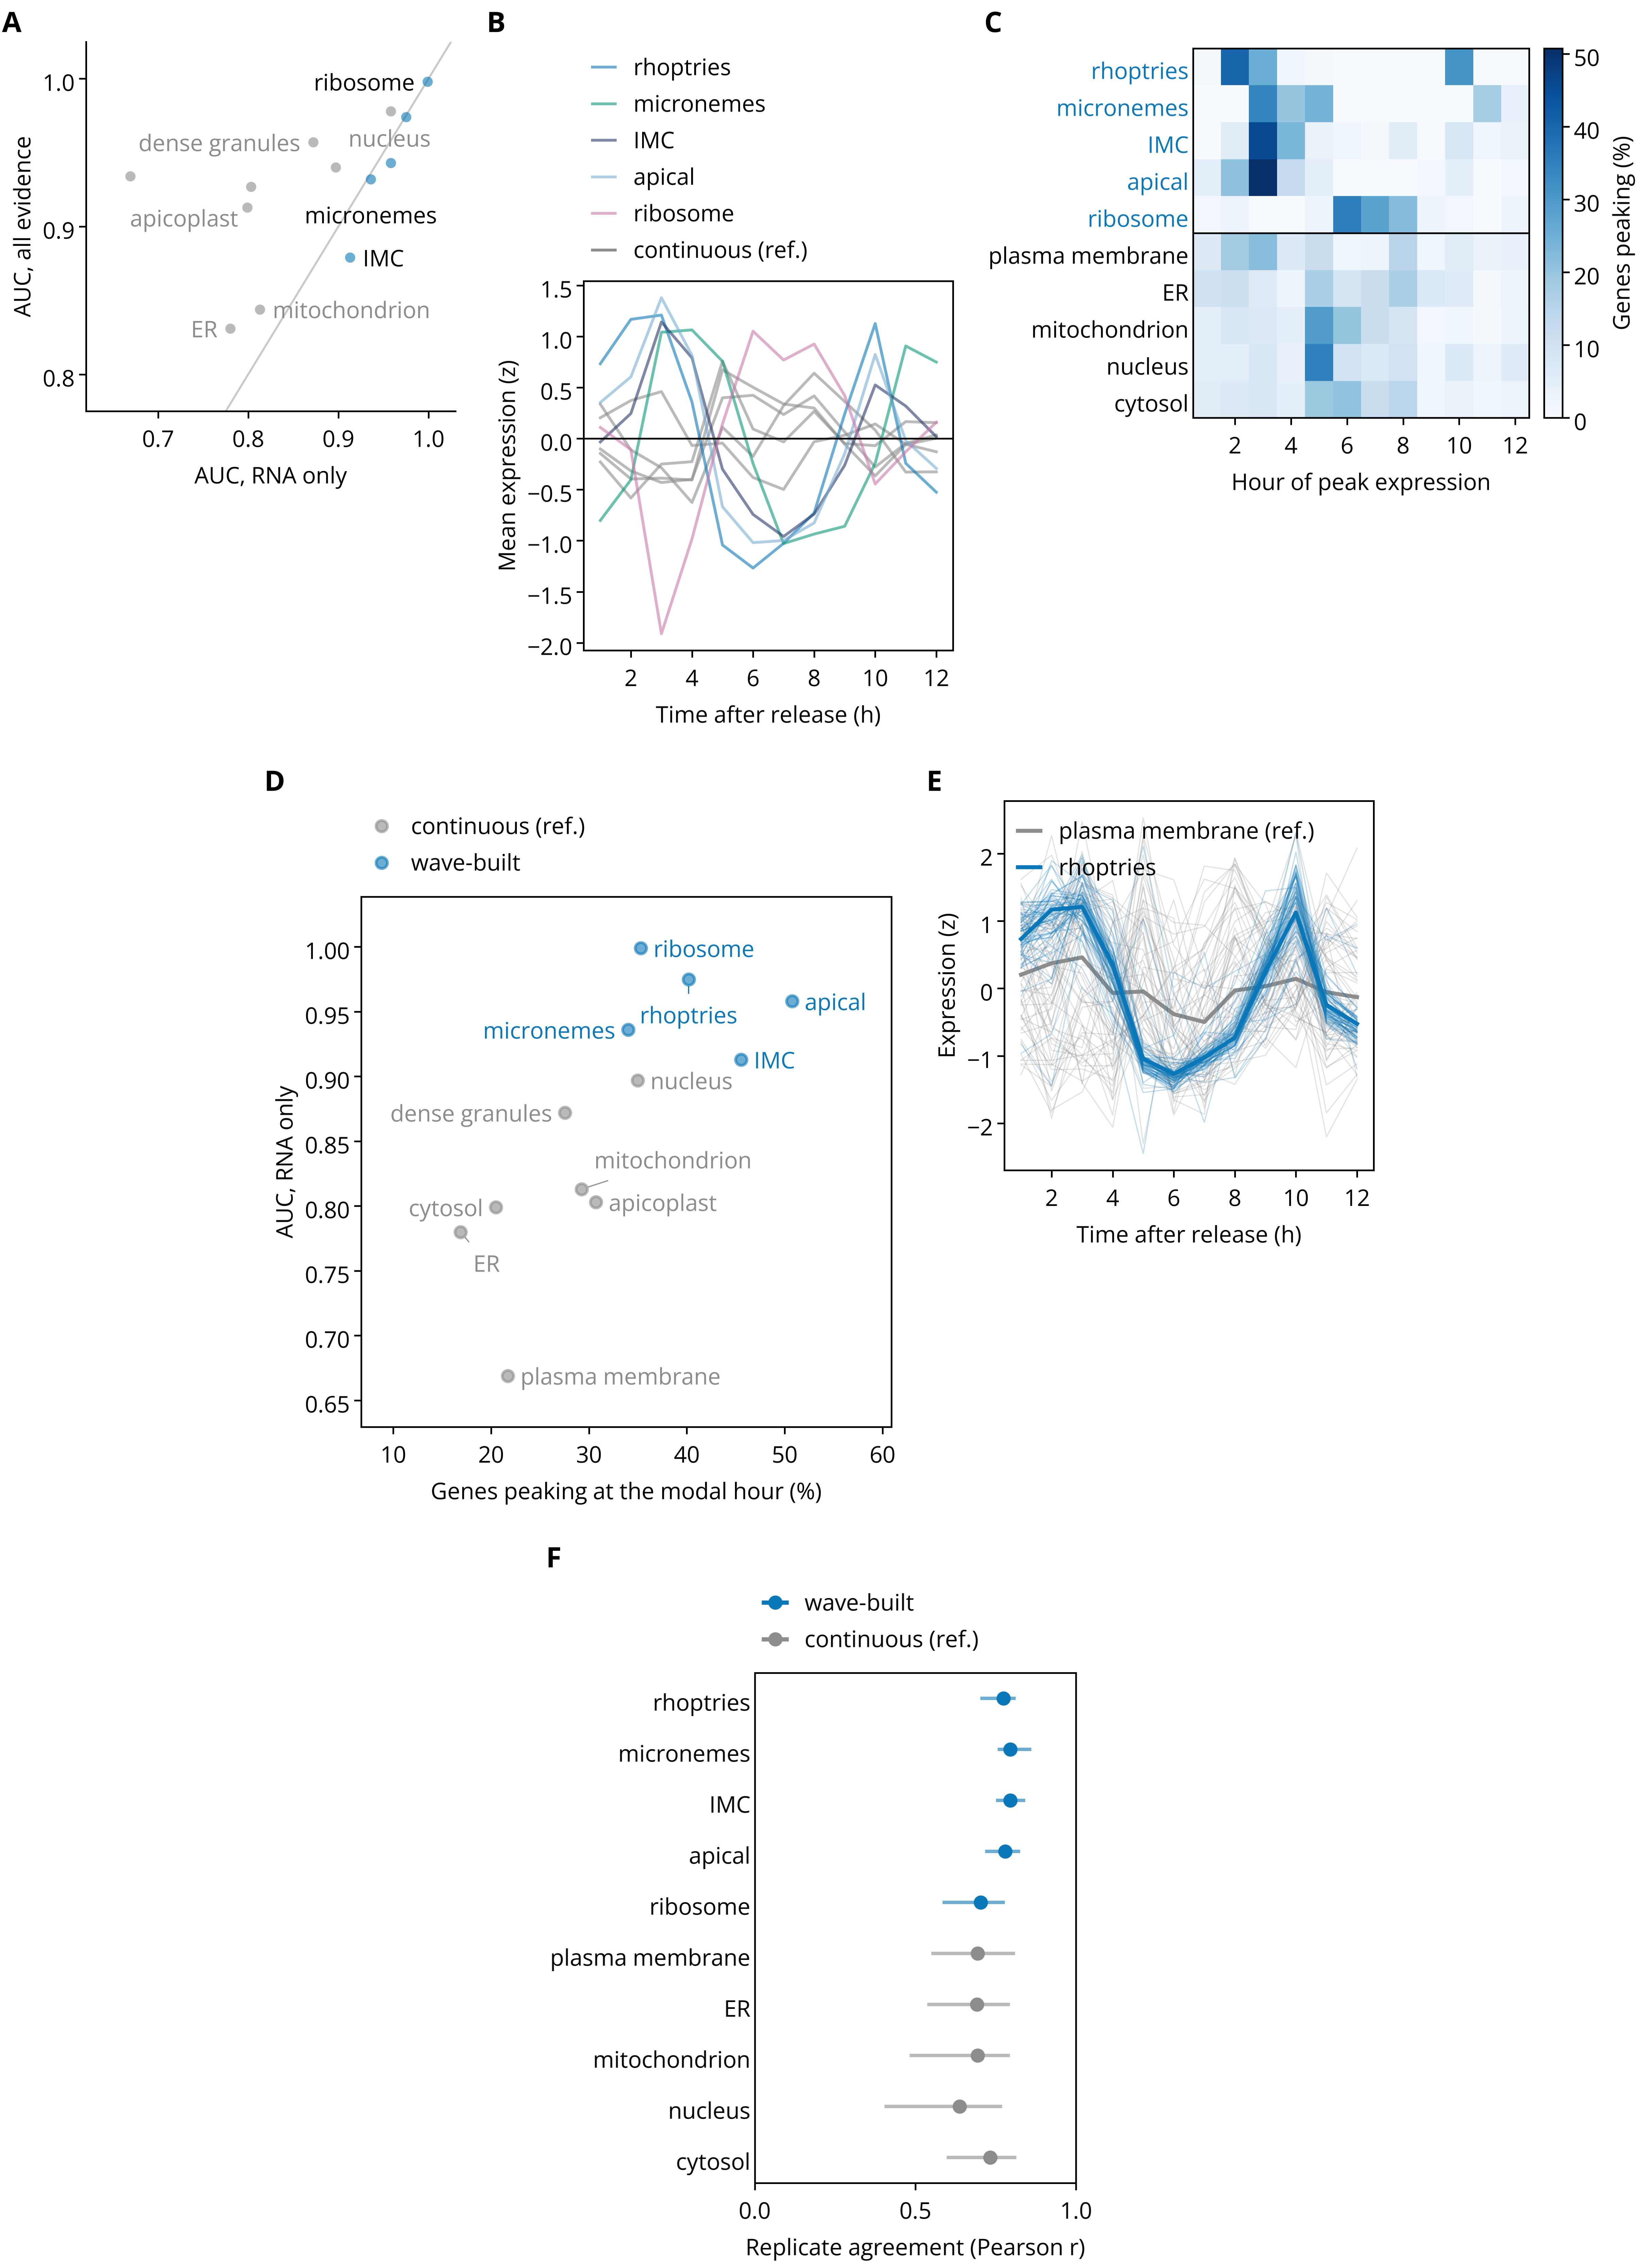 A
1.0
0.9
0.8
0.7
0.8
0.9
1.0
AUC, all evidence
AUC, RNA only
ribosome
dense granules
nucleus
apicoplast
micronemes
IMC
mitochondrion
ER
B
rhoptries
micronemes
IMC
apical
ribosome
continuous (ref.)
1.5
1.0
0.5
0.0
−0.5
−1.0
−1.5
−2.0
2
4
6
8
10
12
Mean expression (z)
Time after release (h)
C
rhoptries
micronemes
IMC
apical
ribosome
plasma membrane
ER
mitochondrion
nucleus
cytosol
2
4
6
8
10
12
Hour of peak expression
50
40
30
20
10
0
Genes peaking (%)
D
continuous (ref.)
wave-built
1.00
0.95
0.90
0.85
0.80
0.75
0.70
0.65
10
20
30
40
50
60
AUC, RNA only
Genes peaking at the modal hour (%)
ribosome
rhoptries
apical
micronemes
IMC
nucleus
dense granules
mitochondrion
apicoplast
cytosol
ER
plasma membrane
E
plasma membrane (ref.)
rhoptries
2
1
0
−1
−2
2
4
6
8
10
12
Expression (z)
Time after release (h)
F
wave-built
continuous (ref.)
rhoptries
micronemes
IMC
apical
ribosome
plasma membrane
ER
mitochondrion
nucleus
cytosol
0.0
0.5
1.0
Replicate agreement (Pearson r)